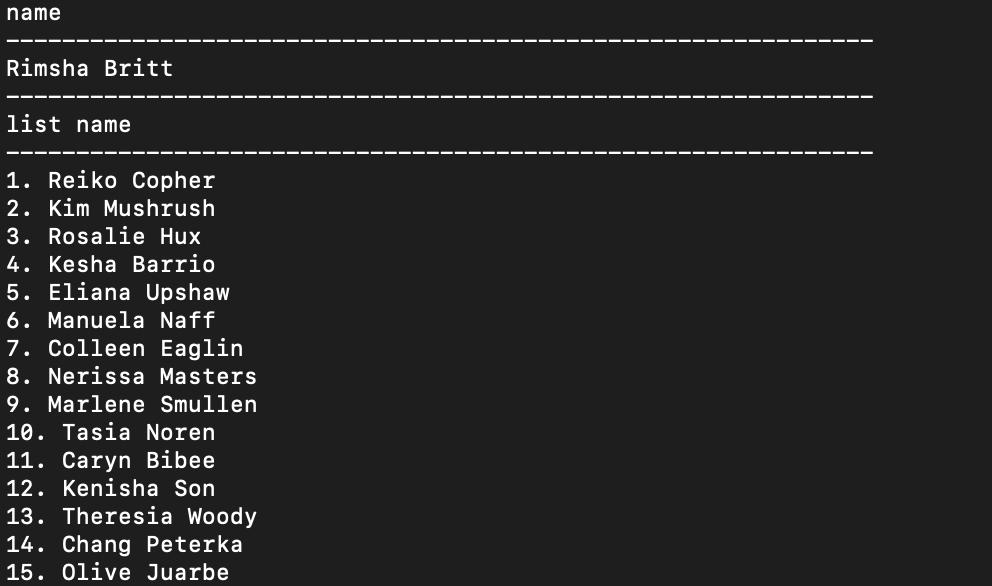 name
--------------------------------------------------------------
Rimsha Britt
--------------------------------------------------------------
list name
--------------------------------------------------------------
1. Reiko Copher
2. Kim Mushrush
3. Rosalie Hux
4. Kesha Barrio
5. Eliana Upshaw
6. Manuela Naff
7. Colleen Eaglin
8. Nerissa Masters
9. Marlene Smullen
10. Tasia Noren
11. Caryn Bibee
12. Kenisha Son
13. Theresia Woody
14. Chang Peterka
15. Olive Juarbe